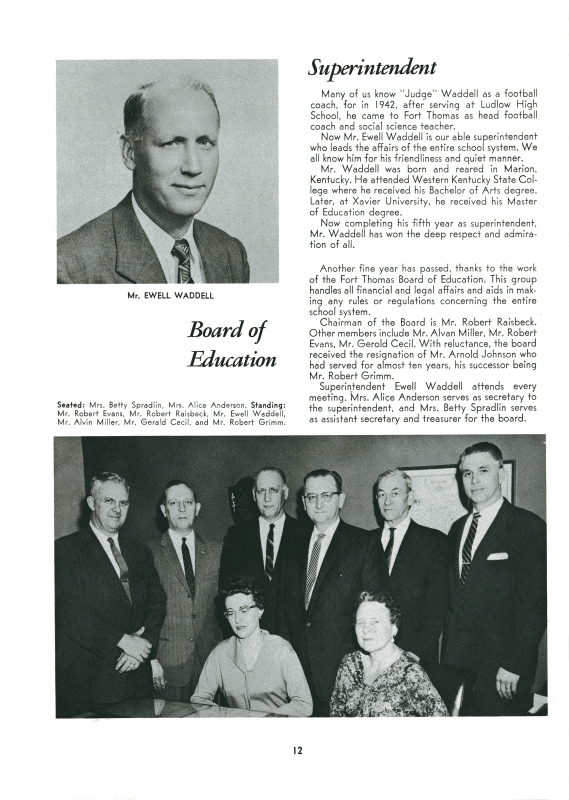 Superintendent
Many of us know "Judge" Waddell as a football
coach, for in 1942, after serving at Ludlow High
School, he came to Fort Thomas as head football
coach and social science teacher.
Now Mr. Ewell Waddell is our able superintendent
who leads the affairs of the entire school system. We
all know him for his friendliness and quiet manner.
Mr. Waddell was born and reared in Marion,
Kentucky. He attended Western Kentucky State Col-
lege where he received his Bachelor of Arts degree.
Later, at Xavier University, he received his Master
of Education degree.
Now completing his fifth year as superintendent,
Mr. Waddell has won the deep respect and admira-
tion of all.
Mr. EWELL WADDELL
Board of
Education
Another fine year has passed, thanks to the work
of the Fort Thomas Board of Education. This group
handles all financial and legal affairs and aids in mak-
ing any rules or regulations concerning the entire
school system.
Chairman of the Board is Mr. Robert Raisbeck.
Other members include Mr. Alvan Miller, Mr. Robert
Evans, Mr. Gerold Cecil. With reluctance, the board
received the resignation of Mr. Arnold Johnson who
had served for almost ten years, his successor being
Mr. Robert Grimm.
Superintendent Ewell Waddell attends every
meeting. Mrs. Alice Anderson serves as secretary to
the superintendent, and Mrs. Betty Spradlin serves
as assistant secretary and treasurer for the board.
Seated: Mrs. Betty Spradlin, Mrs. Alice Anderson. Standing:
Mr. Robert Evans, Mr. Robert Raisbeck, Mr. Ewell Waddell,
Mr. Alvin Miller, Mr. Gerald Cecil, and Mr. Robert Grimm.
12